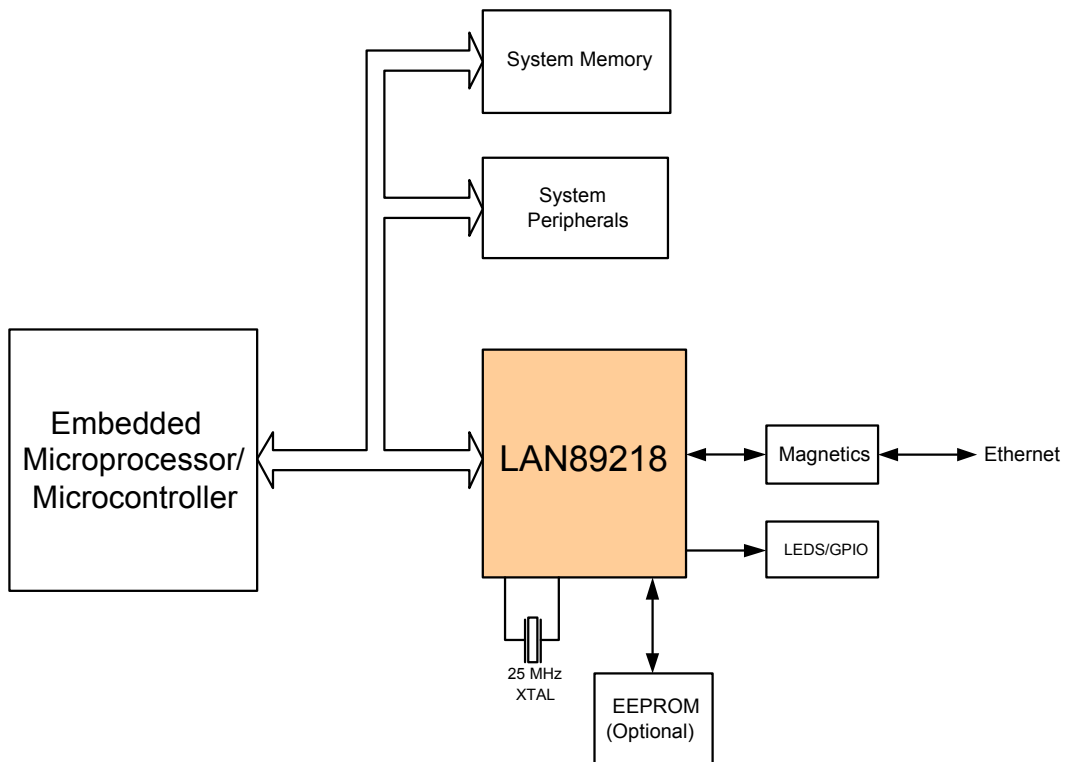 System Memory
System
Peripherals
Embedded
Microprocessor/
Microcontroller
LAN89218
Magnetics
Ethernet
LEDS/GPIO
25 MHz
XTAL
EEPROM
(Optional)